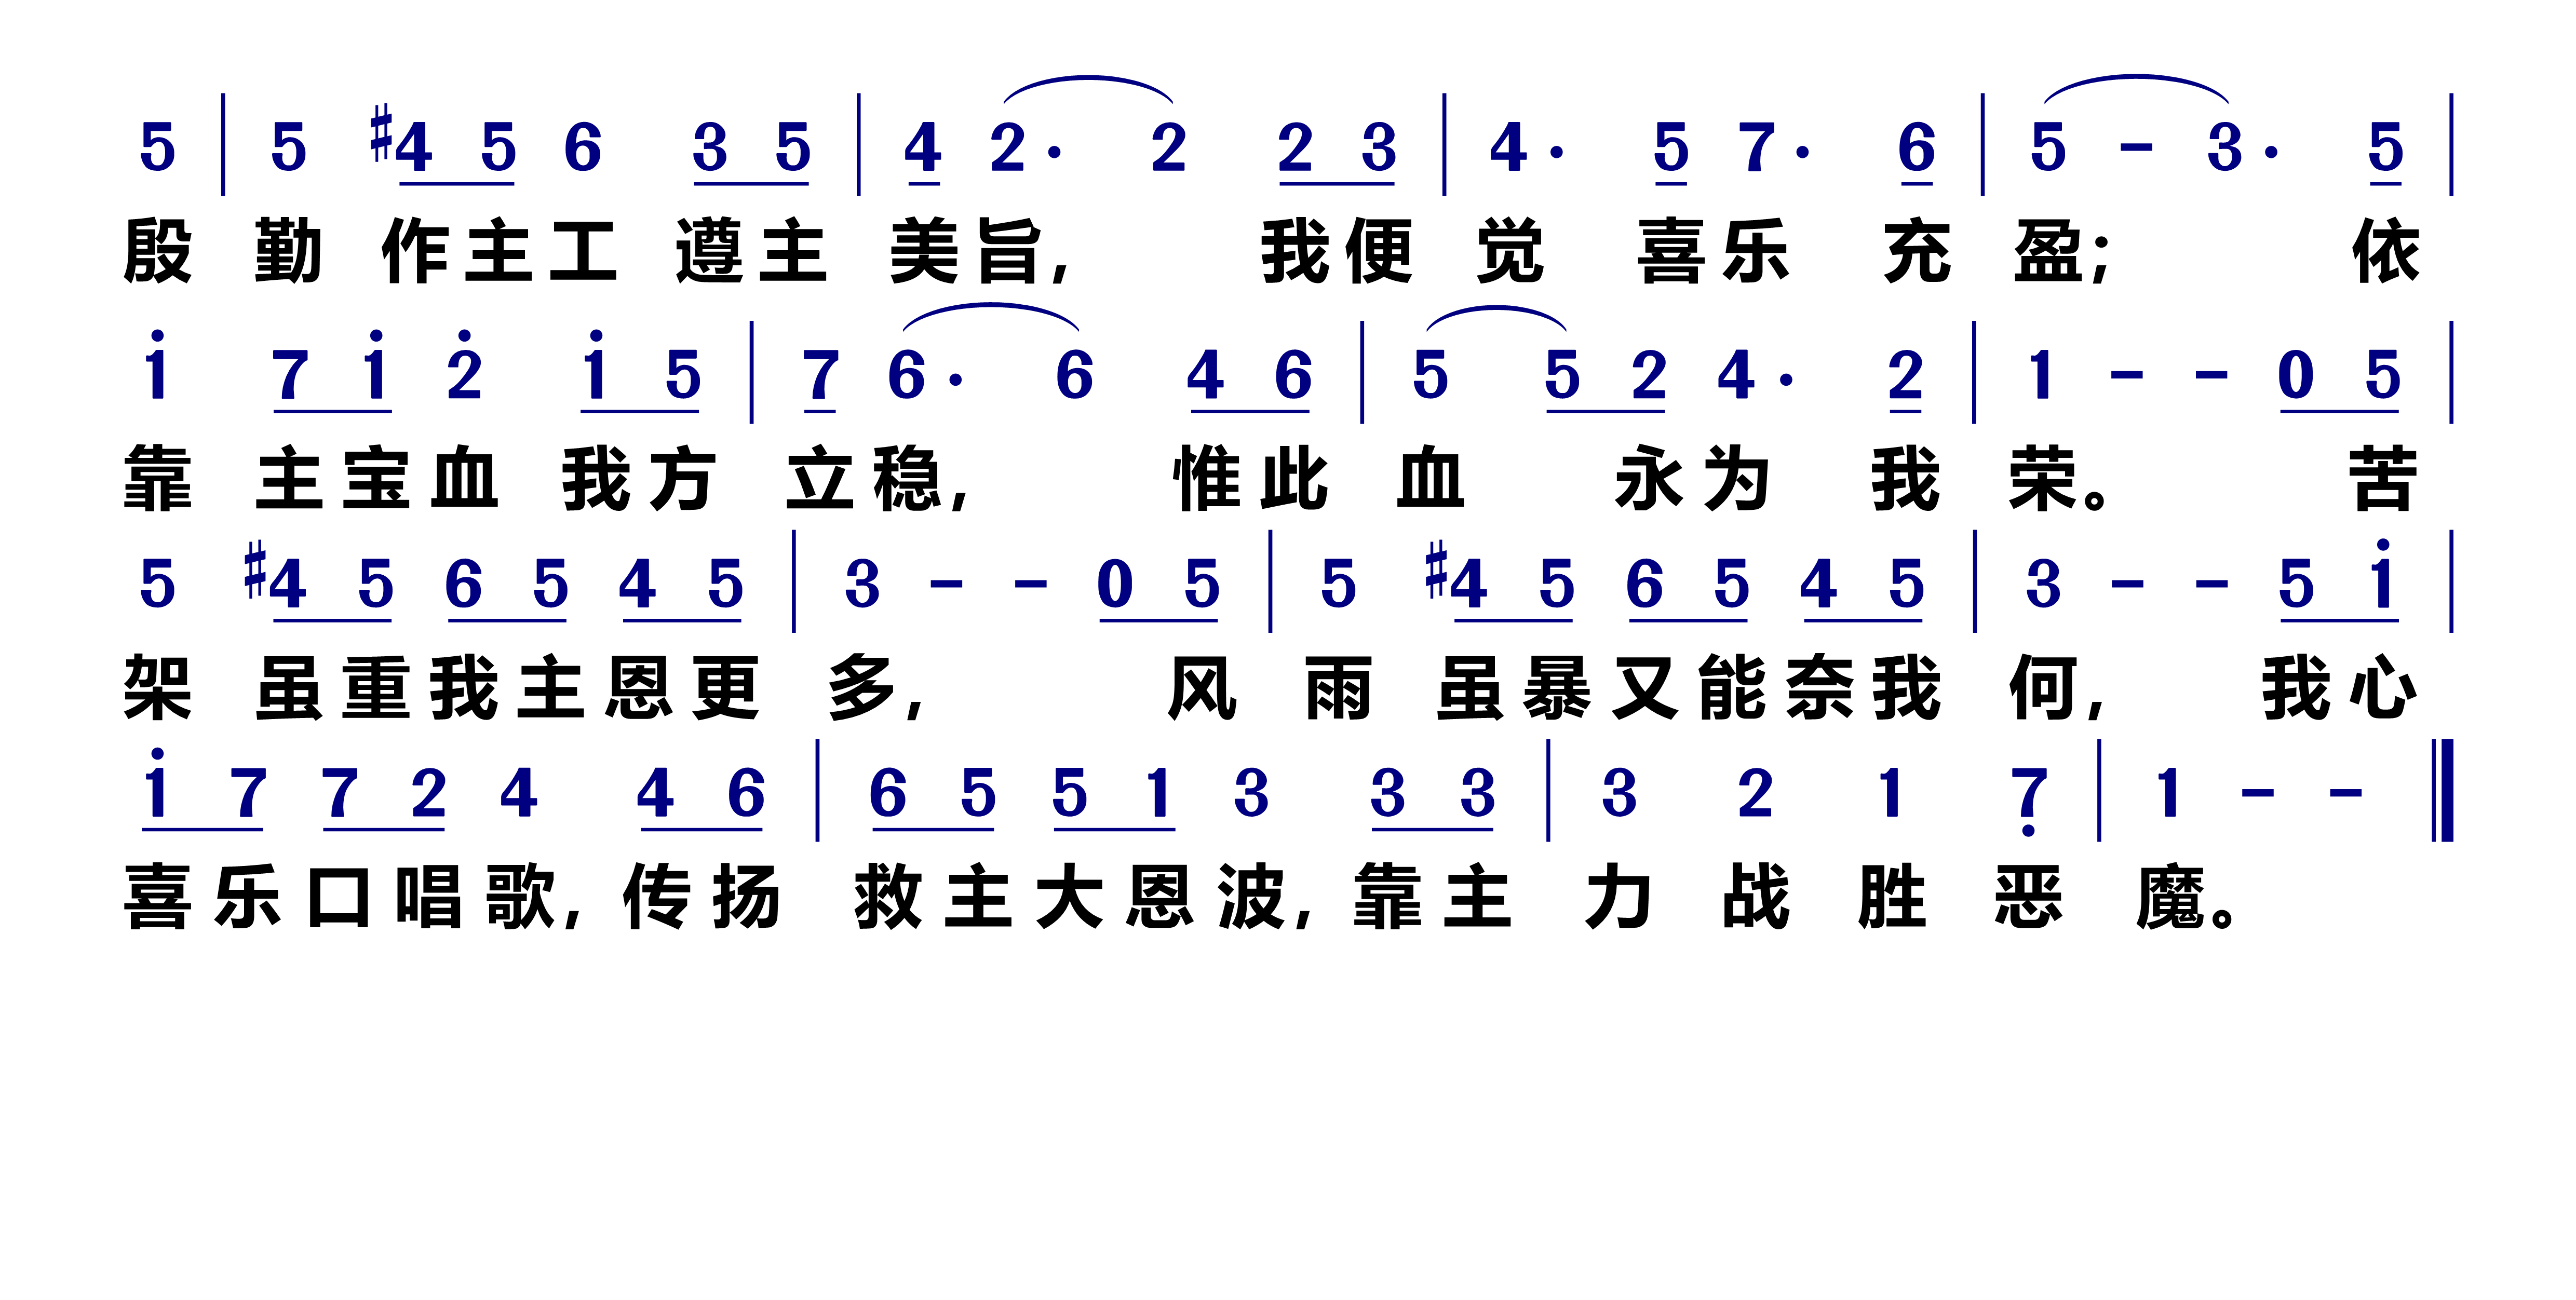 5 | 5 #4 5 6 3 5 | 4 2· 2 2 3 | 4· 5 7· 6 | 5 - 3· 5 |
殷勤作主工遵主美旨，我便觉喜乐充盈；依
i 7 i 2̇ i 5 | 7 6· 6 4 6 | 5 5 2 4· 2 | 1 - - 0 5 |
靠主宝血我方立稳，惟此血永为我荣。苦
5 #4 5 6 5 4 5 | 3 - - 0 5 | 5 #4 5 6 5 4 5 | 3 - - 5 i |
架虽重我主恩更多，风雨虽暴又能奈我何，我心
i 7 7 2 4 4 6 | 6 5 5 1 3 3 3 | 3 2 1 7̣ | 1 - - ‖
喜乐口唱歌，传扬救主大恩波，靠主力战胜恶魔。